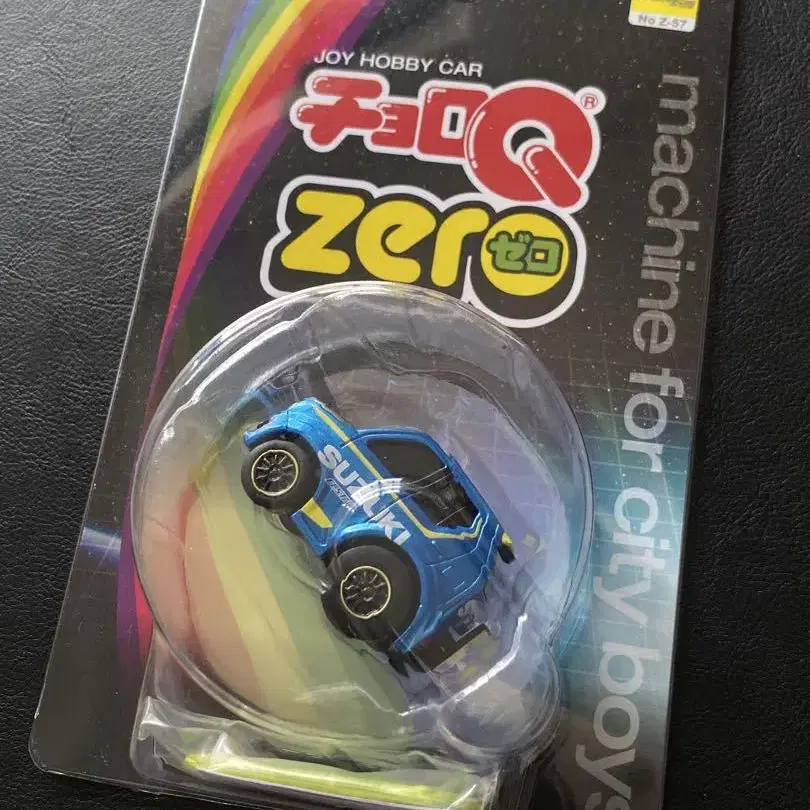 No Z-57
JOY HOBBY CAR
チョロQ®
zero ゼロ
machine for city boys
SUZUKI